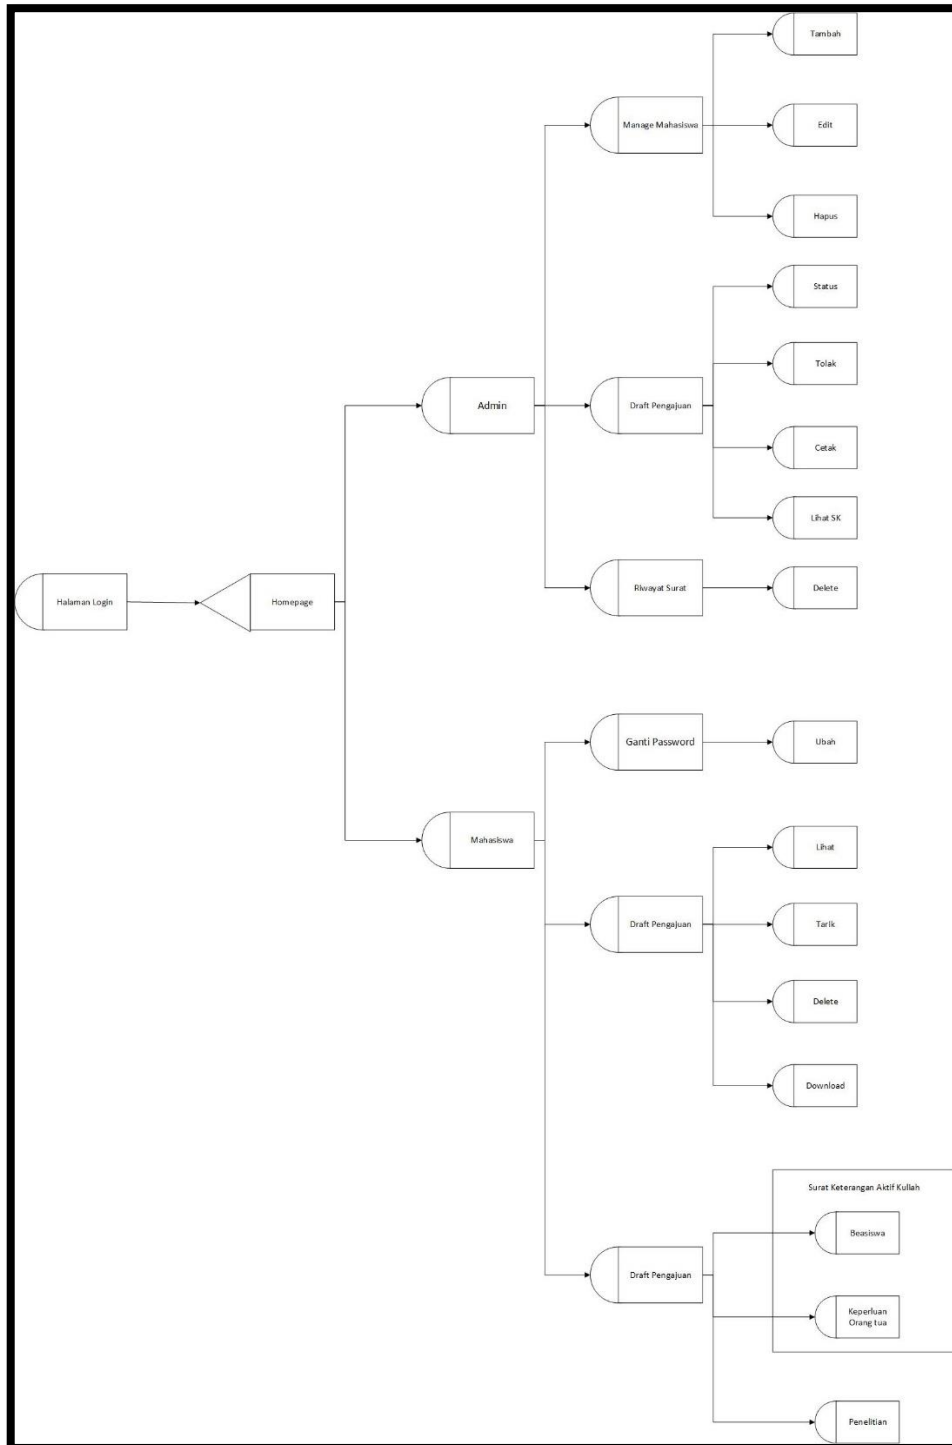 Tambah
Manage Mahasiswa
Edit
Hapus
Status
Tolak
Admin
Draft Pengajuan
Cetak
Lihat SK
Riwayat Surat
Delete
Halaman Login
Homepage
Ganti Password
Ubah
Mahasiswa
Lihat
Draft Pengajuan
Tarik
Delete
Download
Surat Keterangan Aktif Kuliah
Beasiswa
Draft Pengajuan
Keperluan
Orang tua
Penelitian